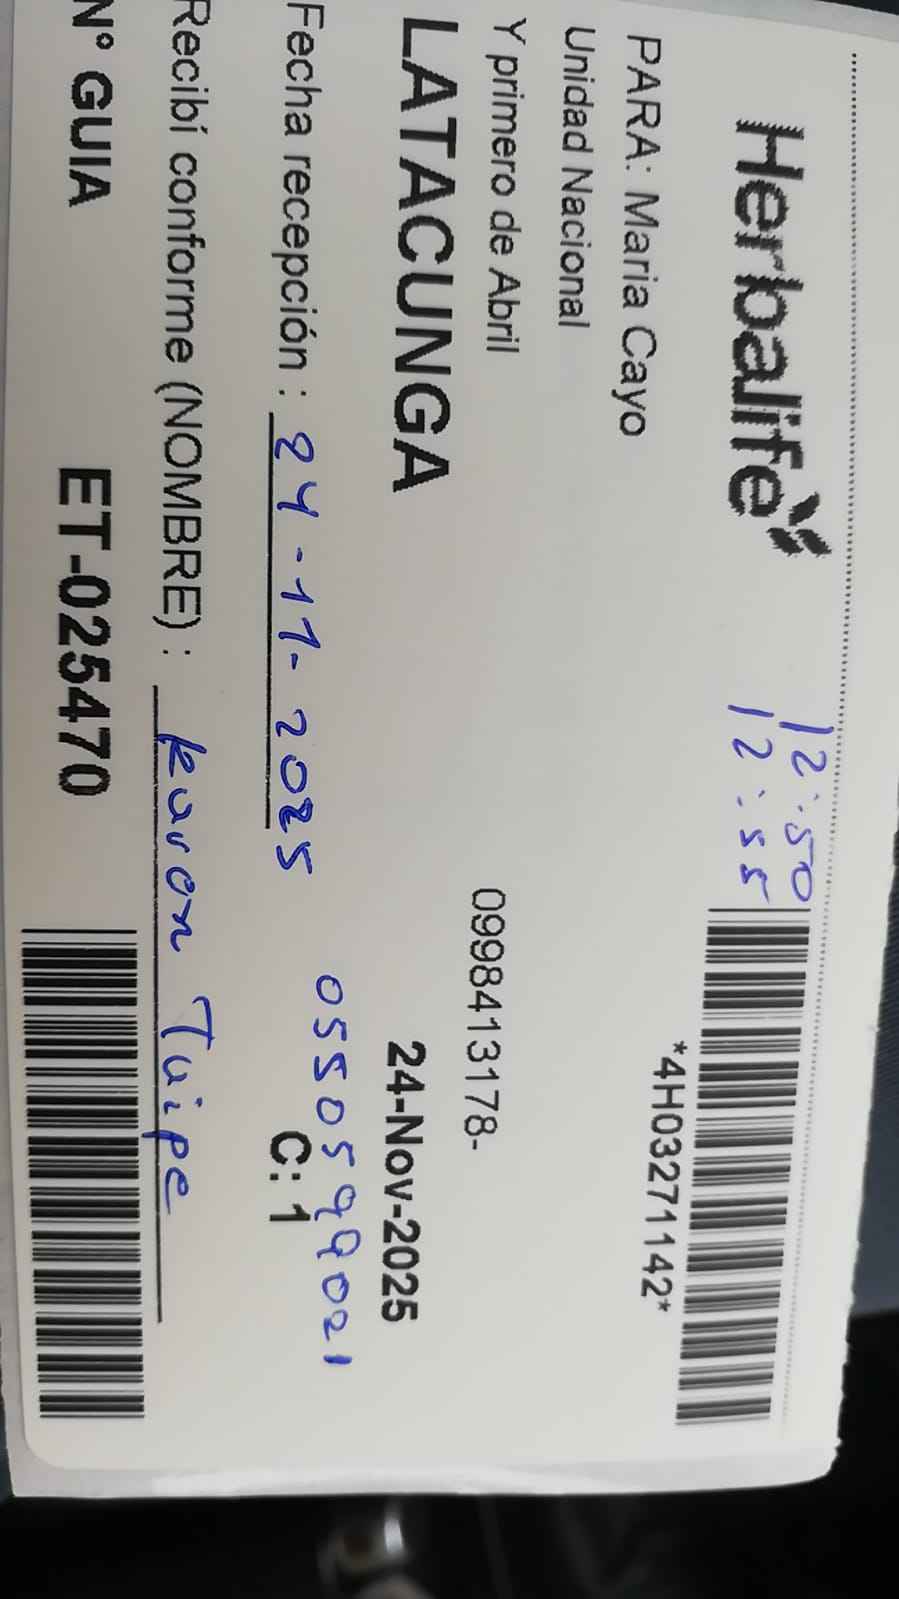 Herbalife
12:50
12:55
*4H03271142*
PARA: Maria Cayo
Unidad Nacional
Y primero de Abril
0998413178-
LATACUNGA
24-Nov-2025
Fecha recepción : 24-11-2025
0550599021
C: 1
Recibí conforme (NOMBRE) : Karen Tuipe
N° GUIA
ET-025470